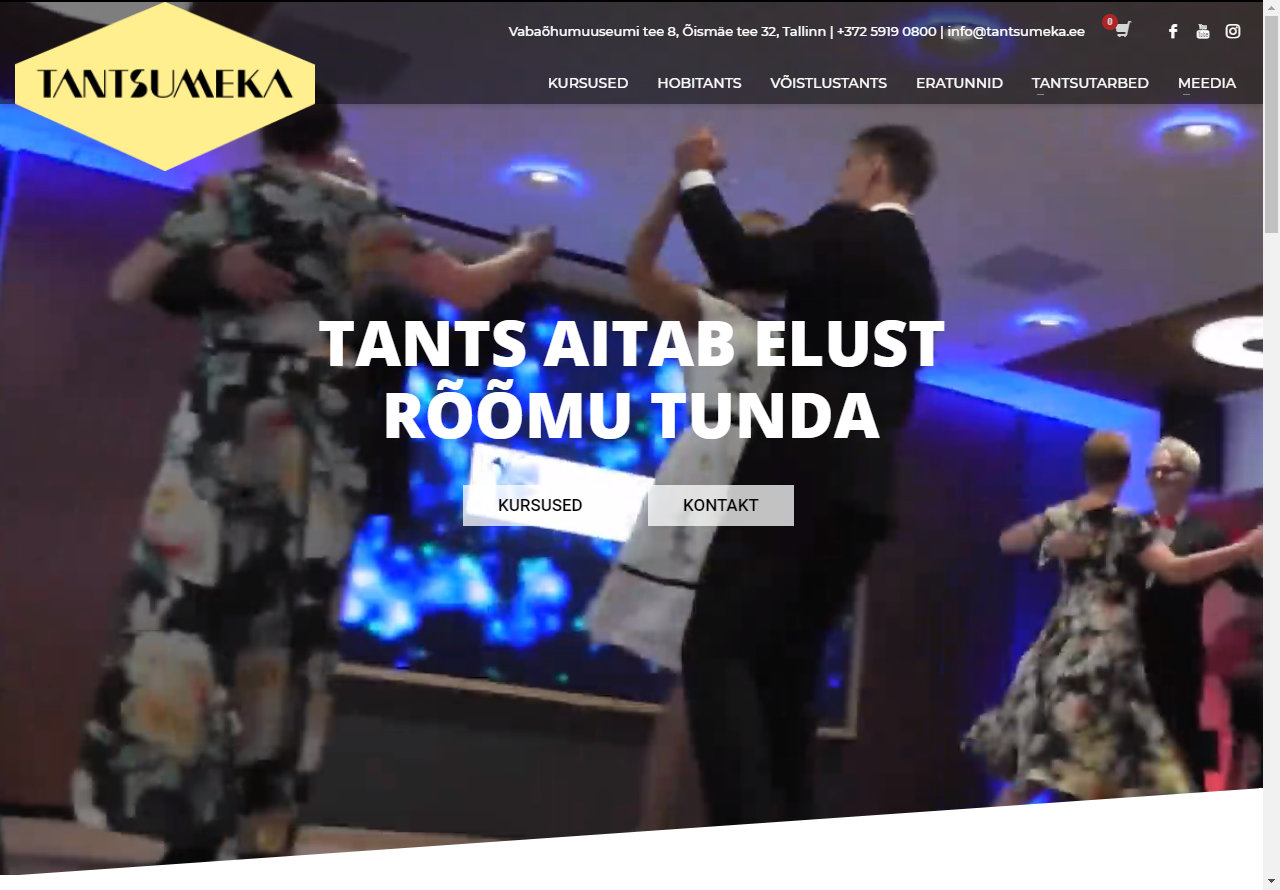 TANTSUMEKA
Vabaõhumuuseumi tee 8, Õismäe tee 32, Tallinn | +372 5919 0800 | info@tantsumeka.ee
0
KURSUSED HOBITANTS VÕISTLUSTANTS ERATUNNID TANTSUTARBED MEEDIA
TANTS AITAB ELUST
RÕÕMU TUNDA
KURSUSED KONTAKT